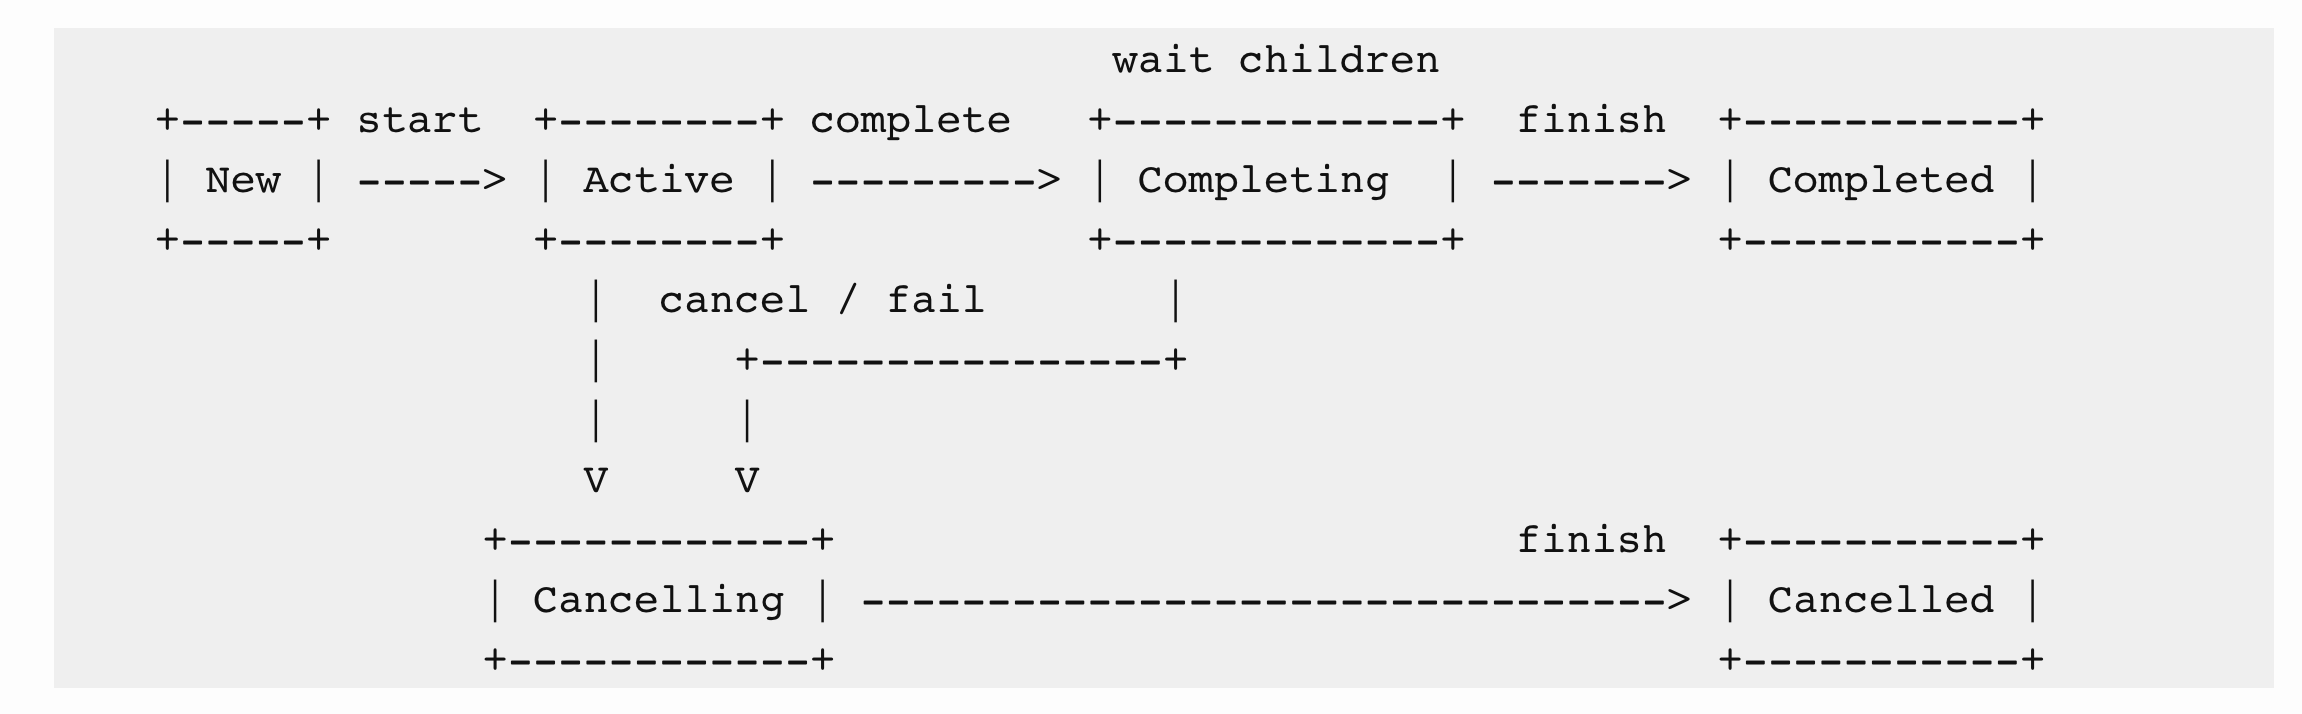 wait children
+-----+ start  +--------+ complete   +-------------+  finish  +-----------+
| New | -----> | Active | ---------> | Completing  | -------> | Completed |
+-----+        +--------+            +-------------+          +-----------+
                 |  cancel / fail       |
                 |     +----------------+
                 |     |
                 V     V
             +------------+                           finish  +-----------+
             | Cancelling | --------------------------------> | Cancelled |
             +------------+                                   +-----------+